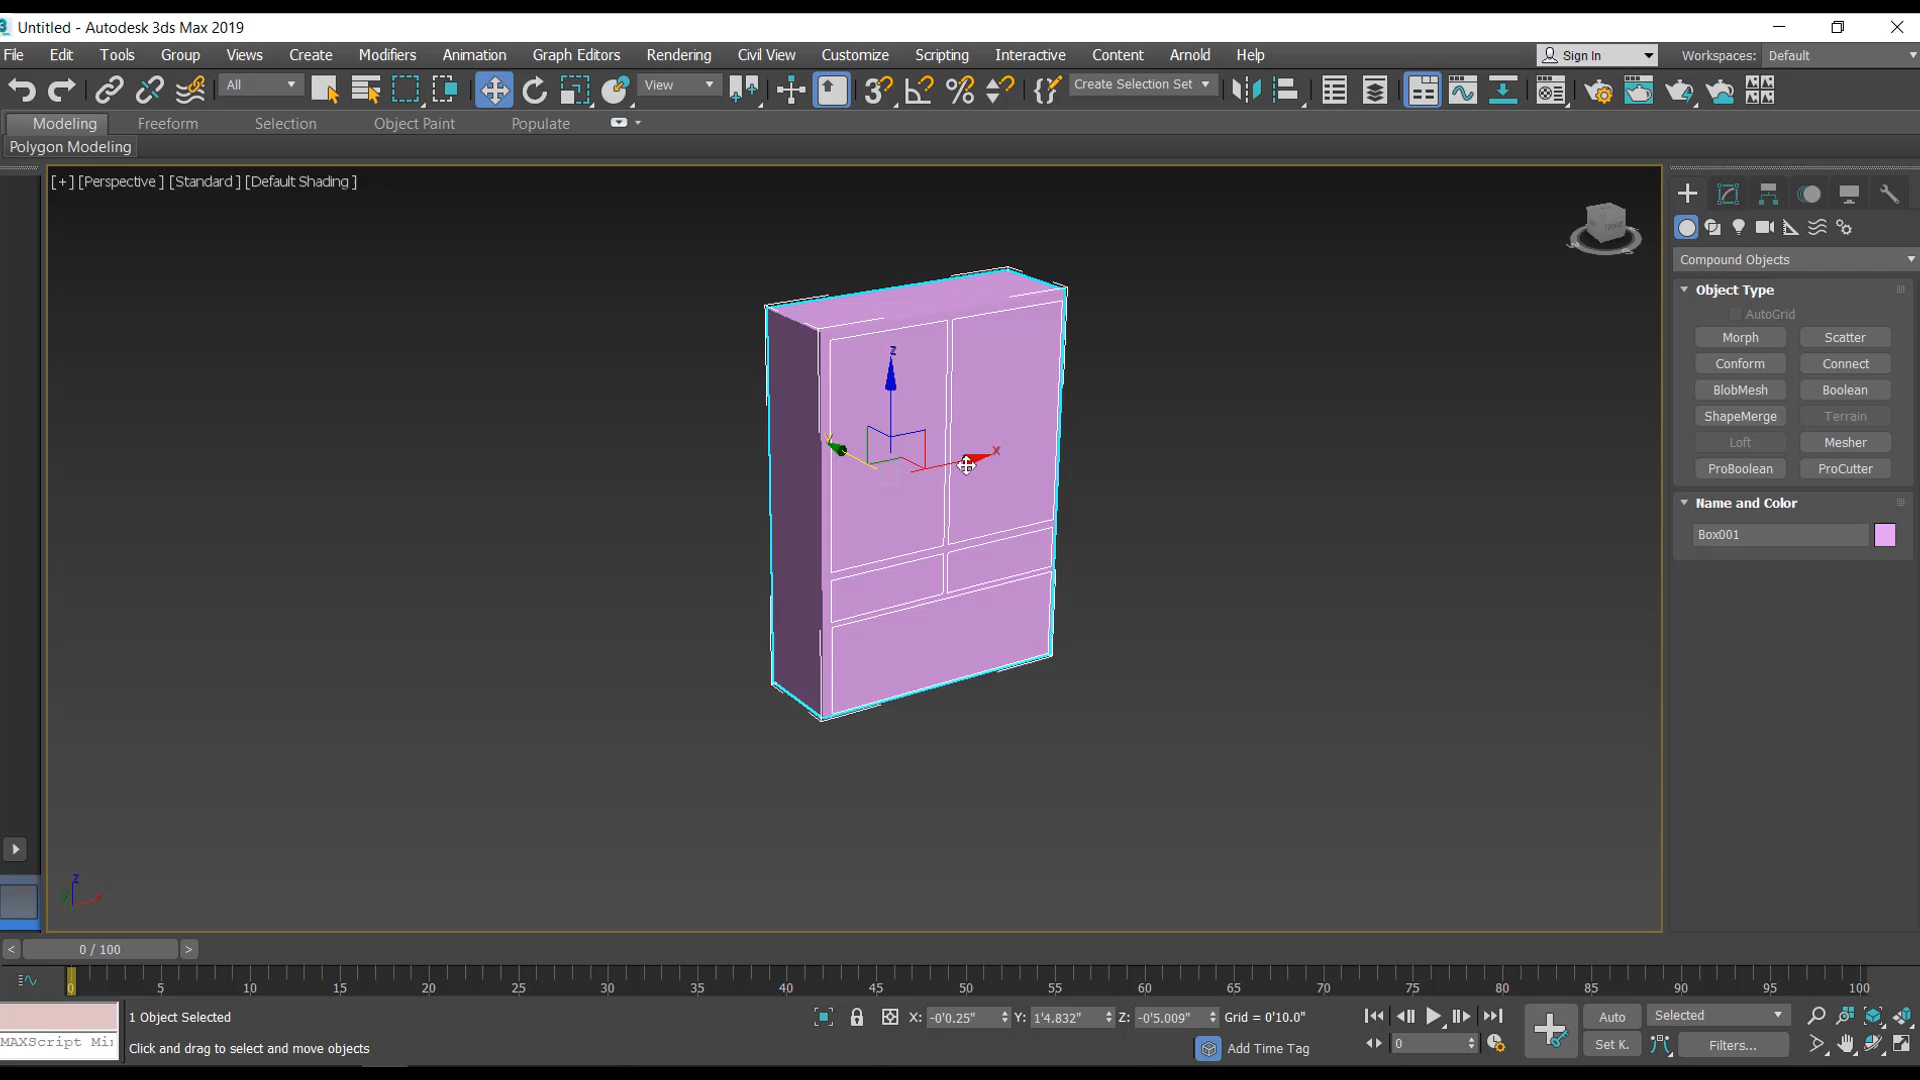 Untitled - Autodesk 3ds Max 2019
File Edit Tools Group Views Create Modifiers Animation Graph Editors Rendering Civil View Customize Scripting Interactive Content Arnold Help Sign In Workspaces: Default
All View Create Selection Set
Modeling Freeform Selection Object Paint Populate
Polygon Modeling
[+] [Perspective ] [Standard ] [Default Shading ]
Compound Objects
Object Type
AutoGrid
Morph Scatter
Conform Connect
BlobMesh Boolean
ShapeMerge Terrain
Loft Mesher
ProBoolean ProCutter
Name and Color
Box001
z
y
x
z
y x
< 0 / 100 >
0 5 10 15 20 25 30 35 40 45 50 55 60 65 70 75 80 85 90 95 100
1 Object Selected X: -0'0.25" Y: 1'4.832" Z: -0'5.009" Grid = 0'10.0" Auto Selected
MAXScript Mi Click and drag to select and move objects Add Time Tag 0 Set K. Filters...